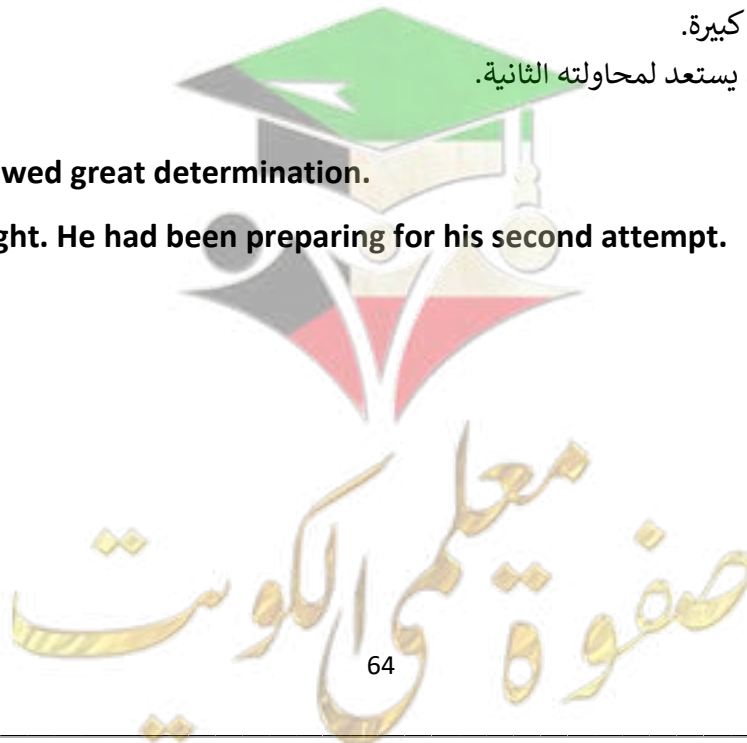 كبيرة.
يستعد لمحاولته الثانية.
wed great determination.
ght. He had been preparing for his second attempt.
صفوة معلمي الكويت
64